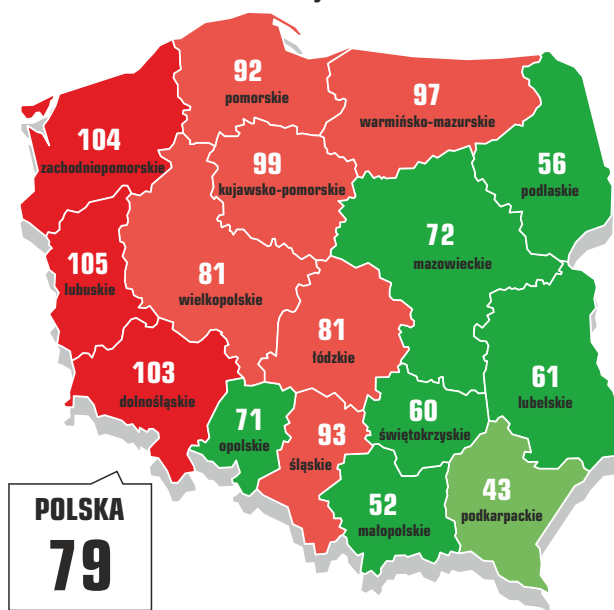 92
pomorskie
97
warmińsko-mazurskie
104
zachodniopomorskie
99
kujawsko-pomorskie
56
podlaskie
72
mazowieckie
105
lubuskie
81
wielkopolskie
81
łódzkie
103
dolnośląskie
61
lubelskie
71
opolskie
60
świętokrzyskie
93
śląskie
43
podkarpackie
52
małopolskie
POLSKA
79